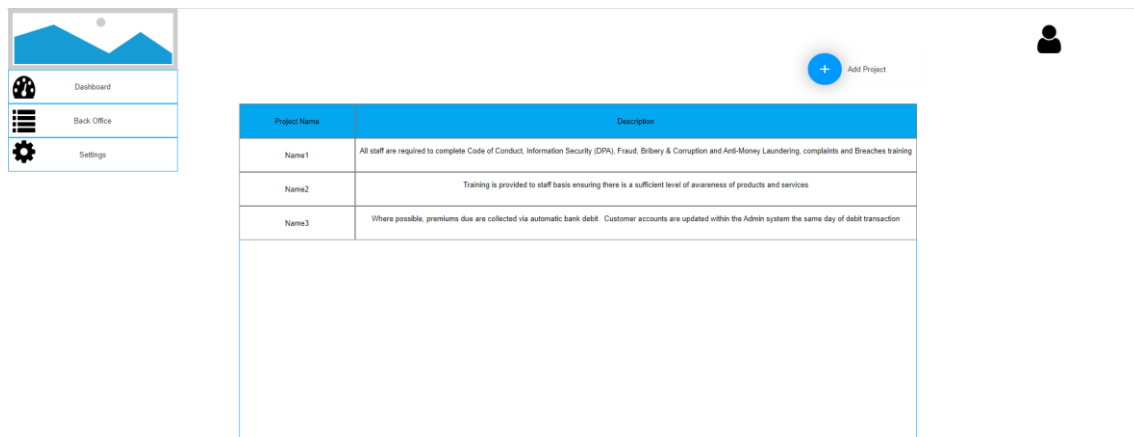 Add Project
Dashboard
Back Office
Settings
Project Name Description
Name1 All staff are required to complete Code of Conduct, Information Security (DPA), Fraud, Bribery & Corruption and Anti-Money Laundering, complaints and Breaches training
Name2 Training is provided to staff basis ensuring there is a sufficient level of awareness of products and services
Name3 Where possible, premiums due are collected via automatic bank debit. Customer accounts are updated within the Admin system the same day of debit transaction